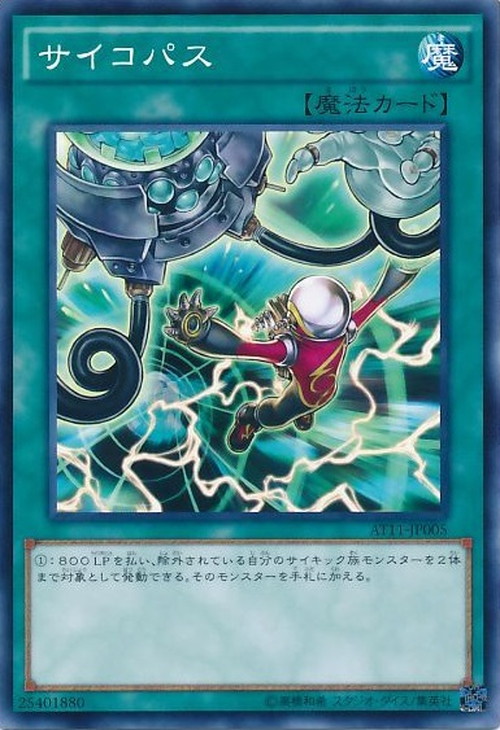 サイコパス
魔
【魔法カード】
AT11-JP005
①:800LPを払い、除外されている自分のサイキック族モンスターを2体
まで対象として発動できる。そのモンスターを手札に加える。
25401880
©高橋和希 スタジオ・ダイス/集英社